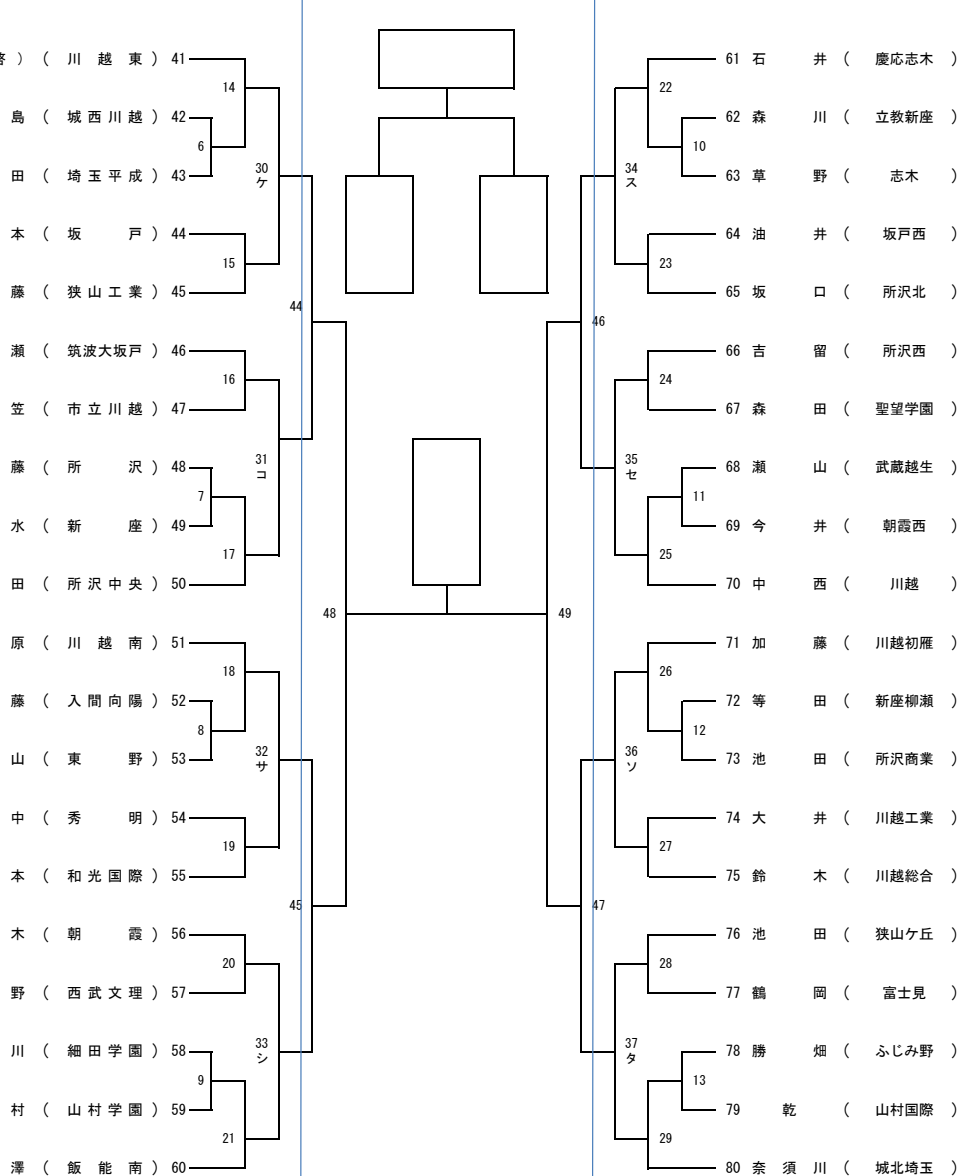 ）（ 川越東 ）41
島（ 城西川越 ）42
田（ 埼玉平成 ）43
本（ 坂戸 ）44
藤（ 狭山工業 ）45
瀬（ 筑波大坂戸 ）46
笠（ 市立川越 ）47
藤（ 所沢 ）48
水（ 新座 ）49
田（ 所沢中央 ）50
原（ 川越南 ）51
藤（ 入間向陽 ）52
山（ 東野 ）53
中（ 秀明 ）54
本（ 和光国際 ）55
木（ 朝霞 ）56
野（ 西武文理 ）57
川（ 細田学園 ）58
村（ 山村学園 ）59
澤（ 飯能南 ）60
14
6
15
16
7
17
18
8
19
20
9
21
30
ケ
31
コ
32
サ
33
シ
44
45
48
49
46
47
34
ス
35
セ
36
ソ
37
タ
22
10
23
24
11
25
26
12
27
28
13
29
61 石井（ 慶応志木 ）
62 森川（ 立教新座 ）
63 草野（ 志木 ）
64 油井（ 坂戸西 ）
65 坂口（ 所沢北 ）
66 吉留（ 所沢西 ）
67 森田（ 聖望学園 ）
68 瀬山（ 武蔵越生 ）
69 今井（ 朝霞西 ）
70 中西（ 川越 ）
71 加藤（ 川越初雁 ）
72 等田（ 新座柳瀬 ）
73 池田（ 所沢商業 ）
74 大井（ 川越工業 ）
75 鈴木（ 川越総合 ）
76 池田（ 狭山ケ丘 ）
77 鶴岡（ 富士見 ）
78 勝畑（ ふじみ野 ）
79 乾（ 山村国際 ）
80 奈須川（ 城北埼玉 ）